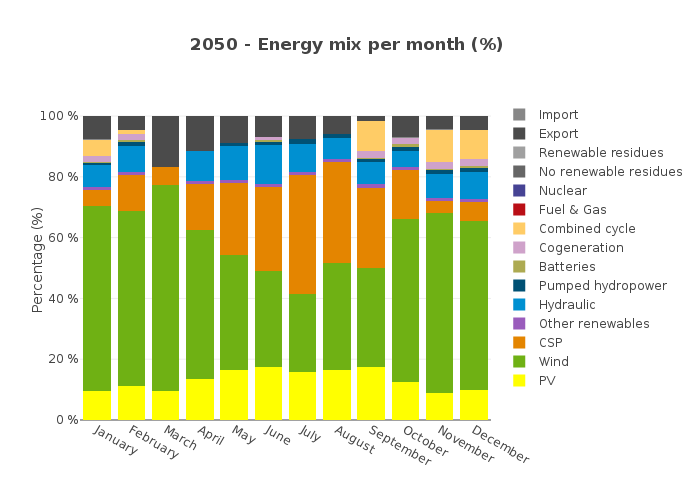 2050 - Energy mix per month (%)
Percentage (%)
100 %
80 %
60 %
40 %
20 %
0 %
January
February
March
April
May
June
July
August
September
October
November
December
Import
Export
Renewable residues
No renewable residues
Nuclear
Fuel & Gas
Combined cycle
Cogeneration
Batteries
Pumped hydropower
Hydraulic
Other renewables
CSP
Wind
PV